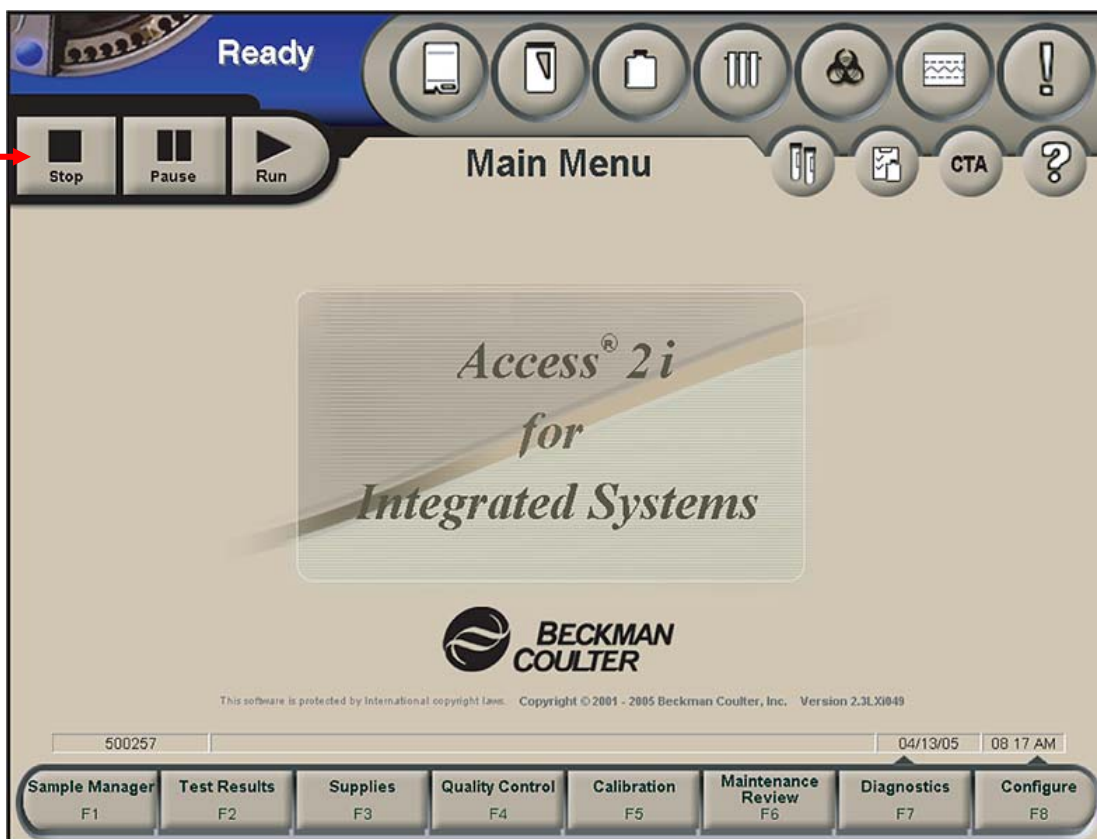 Ready
Stop
Pause
Run
Main Menu
CTA
?
Access® 2 i
for
Integrated Systems
BECKMAN
COULTER
This software is protected by International copyright laws. Copyright © 2001 - 2005 Beckman Coulter, Inc. Version 2.3LXi049
500257 04/13/05 08 17 AM
Sample Manager
F1
Test Results
F2
Supplies
F3
Quality Control
F4
Calibration
F5
Maintenance
Review
F6
Diagnostics
F7
Configure
F8